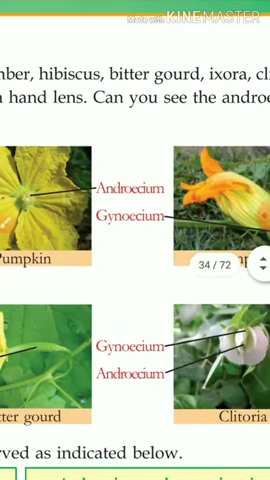 Made with KINEMASTER
mber, hibiscus, bitter gourd, ixora, cli
n hand lens. Can you see the androe
Androecium
Gynoecium
Pumpkin
34 / 72
Gynoecium
Androecium
tter gourd
Clitoria
rved as indicated below.